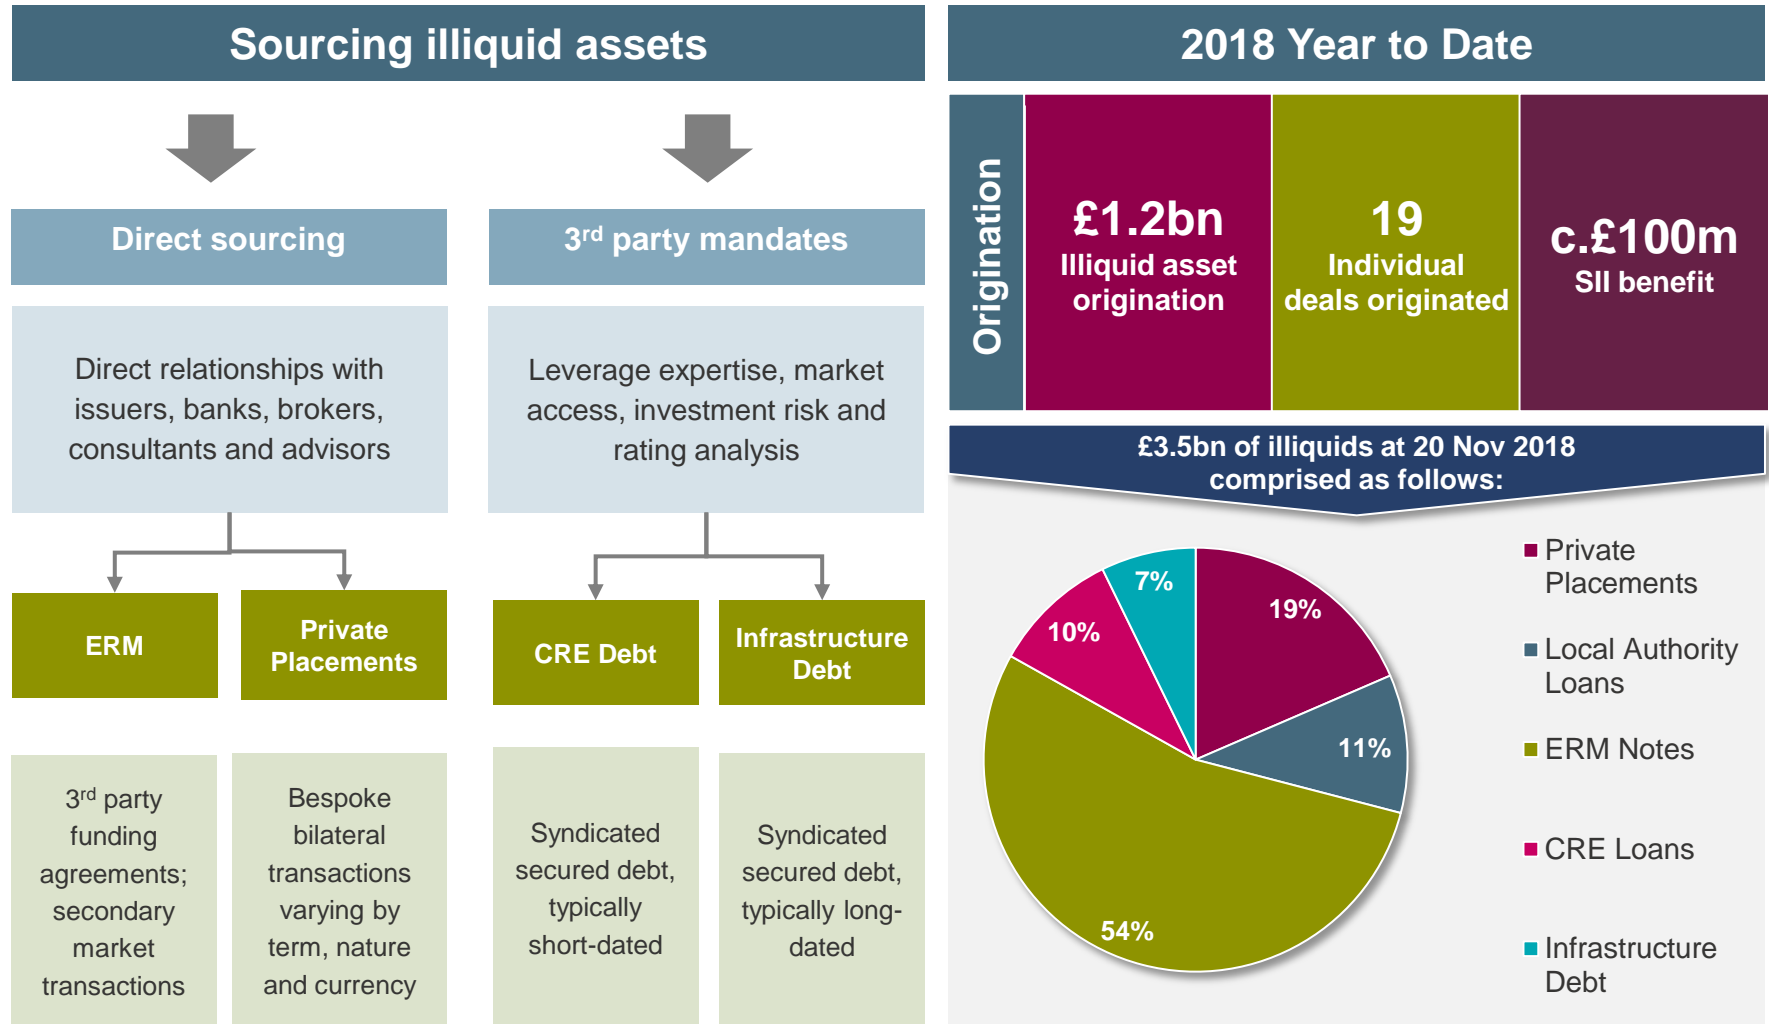 Sourcing illiquid assets
Direct sourcing
3rd party mandates
Direct relationships with
issuers, banks, brokers,
consultants and advisors
Leverage expertise, market
access, investment risk and
rating analysis
ERM
Private
Placements
CRE Debt
Infrastructure
Debt
3rd party
funding
agreements;
secondary
market
transactions
Bespoke
bilateral
transactions
varying by
term, nature
and currency
Syndicated
secured debt,
typically
short-dated
Syndicated
secured debt,
typically long-
dated
2018 Year to Date
Origination
£1.2bn
Illiquid asset
origination
19
Individual
deals originated
c.£100m
SII benefit
£3.5bn of illiquids at 20 Nov 2018
comprised as follows:
7%
19%
10%
11%
54%
Private
Placements
Local Authority
Loans
ERM Notes
CRE Loans
Infrastructure
Debt